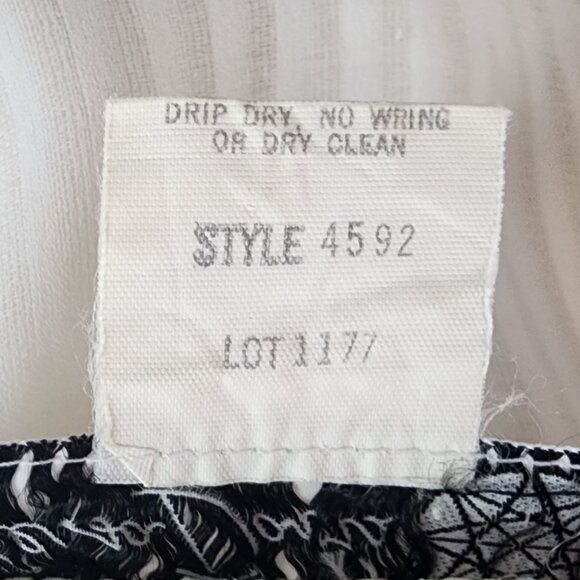 DRIP DRY, NO WRING
OR DRY CLEAN
STYLE 4592
LOT 1177